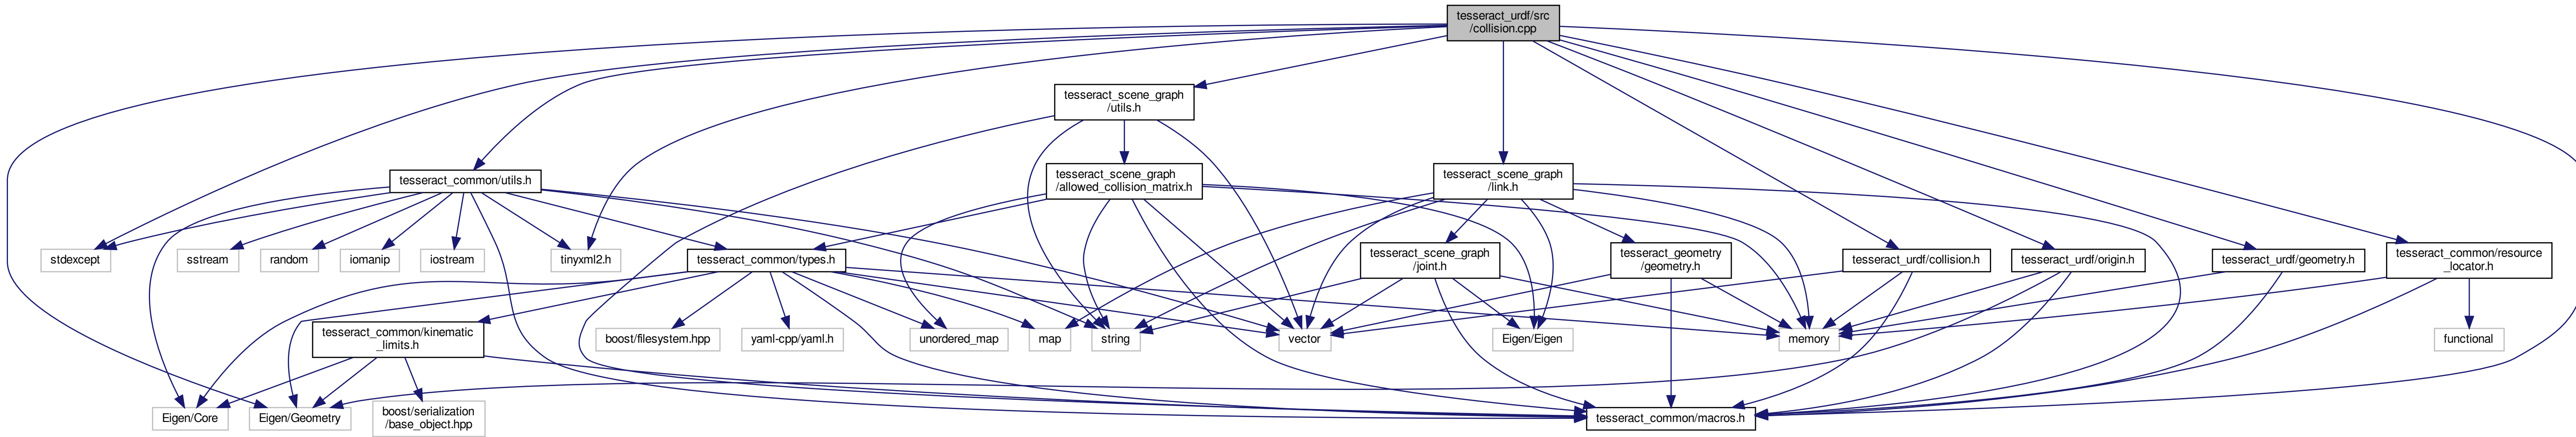 tesseract_urdf/src
/collision.cpp
tesseract_scene_graph
/utils.h
tesseract_common/utils.h
tesseract_scene_graph
/allowed_collision_matrix.h
tesseract_scene_graph
/link.h
stdexcept
sstream
random
iomanip
iostream
tinyxml2.h
tesseract_common/types.h
tesseract_scene_graph
/joint.h
tesseract_geometry
/geometry.h
tesseract_urdf/collision.h
tesseract_urdf/origin.h
tesseract_urdf/geometry.h
tesseract_common/resource
_locator.h
tesseract_common/kinematic
_limits.h
boost/filesystem.hpp
yaml-cpp/yaml.h
unordered_map
map
string
vector
Eigen/Eigen
memory
functional
Eigen/Core
Eigen/Geometry
boost/serialization
/base_object.hpp
tesseract_common/macros.h